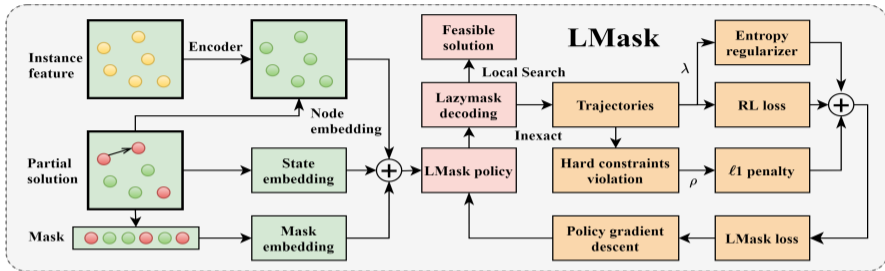 LMask
Instance
feature
Encoder
Node
embedding
Partial
solution
State
embedding
Mask
Mask
embedding
Feasible
solution
Local Search
Lazymask
decoding
Inexact
LMask policy
Trajectories
λ
Entropy
regularizer
RL loss
Hard constraints
violation
ρ
ℓ1 penalty
Policy gradient
descent
LMask loss